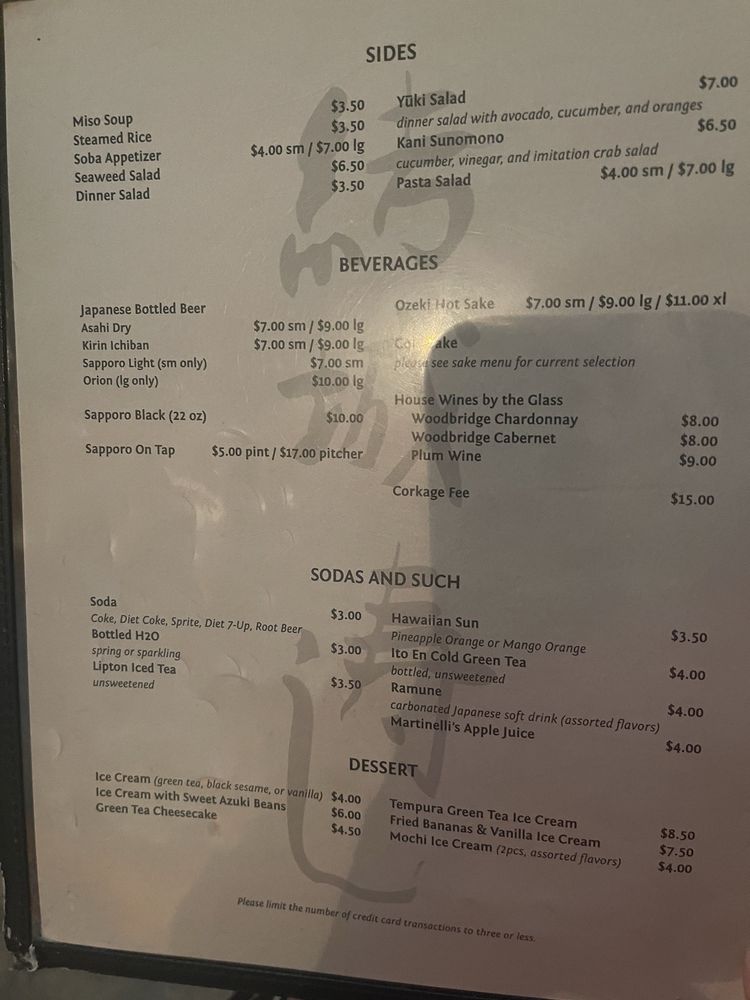 SIDES
Miso Soup $3.50
Steamed Rice $3.50
Soba Appetizer $4.00 sm / $7.00 lg
Seaweed Salad $6.50
Dinner Salad $3.50
Yūki Salad $7.00
dinner salad with avocado, cucumber, and oranges
Kani Sunomono $6.50
cucumber, vinegar, and imitation crab salad
Pasta Salad $4.00 sm / $7.00 lg
BEVERAGES
Japanese Bottled Beer
Asahi Dry $7.00 sm / $9.00 lg
Kirin Ichiban $7.00 sm / $9.00 lg
Sapporo Light (sm only) $7.00 sm
Orion (lg only) $10.00 lg
Sapporo Black (22 oz) $10.00
Sapporo On Tap $5.00 pint / $17.00 pitcher
Ozeki Hot Sake $7.00 sm / $9.00 lg / $11.00 xl
please see sake menu for current selection
House Wines by the Glass
Woodbridge Chardonnay $8.00
Woodbridge Cabernet $8.00
Plum Wine $9.00
Corkage Fee $15.00
SODAS AND SUCH
Soda $3.00
Coke, Diet Coke, Sprite, Diet 7-Up, Root Beer
Bottled H2O $3.00
spring or sparkling
Lipton Iced Tea $3.50
unsweetened
Hawaiian Sun $3.50
Pineapple Orange or Mango Orange
Ito En Cold Green Tea $4.00
bottled, unsweetened
Ramune $4.00
carbonated Japanese soft drink (assorted flavors)
Martinelli's Apple Juice $4.00
DESSERT
Ice Cream (green tea, black sesame, or vanilla) $4.00
Ice Cream with Sweet Azuki Beans $6.00
Green Tea Cheesecake $4.50
Tempura Green Tea Ice Cream $8.50
Fried Bananas & Vanilla Ice Cream $7.50
Mochi Ice Cream (2pcs, assorted flavors) $4.00
Please limit the number of credit card transactions to three or less.